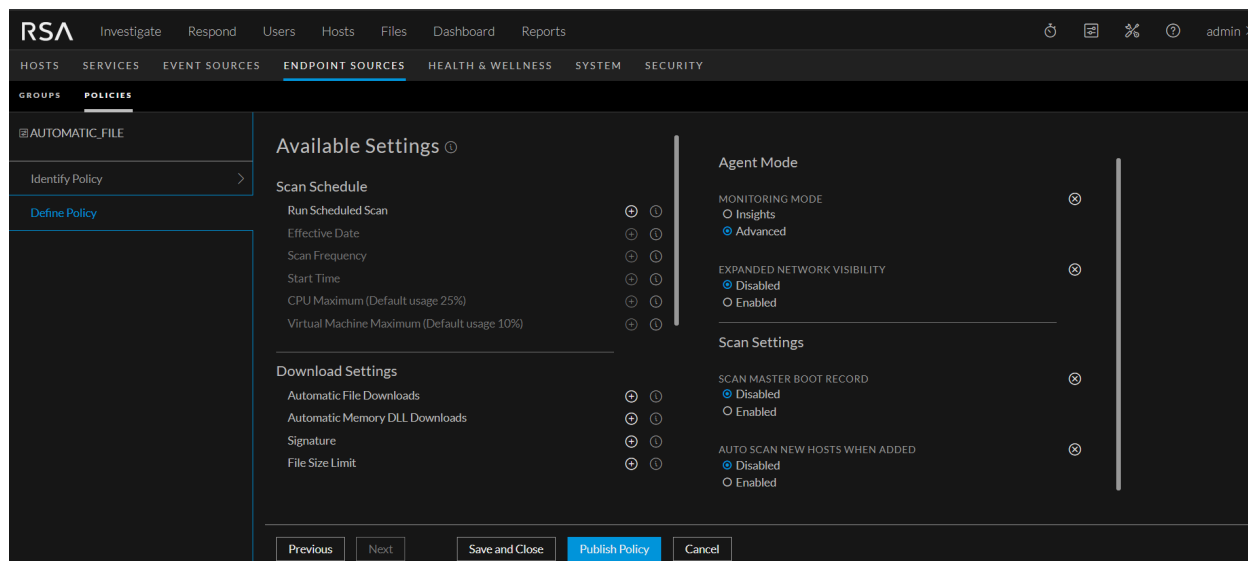 RSA Investigate Respond Users Hosts Files Dashboard Reports admin
HOSTS SERVICES EVENT SOURCES ENDPOINT SOURCES HEALTH & WELLNESS SYSTEM SECURITY
GROUPS POLICIES
AUTOMATIC_FILE
Identify Policy
Define Policy
Available Settings
Scan Schedule
Run Scheduled Scan
Effective Date
Scan Frequency
Start Time
CPU Maximum (Default usage 25%)
Virtual Machine Maximum (Default usage 10%)
Download Settings
Automatic File Downloads
Automatic Memory DLL Downloads
Signature
File Size Limit
Agent Mode
MONITORING MODE
Insights
Advanced
EXPANDED NETWORK VISIBILITY
Disabled
Enabled
Scan Settings
SCAN MASTER BOOT RECORD
Disabled
Enabled
AUTO SCAN NEW HOSTS WHEN ADDED
Disabled
Enabled
Previous Next Save and Close Publish Policy Cancel